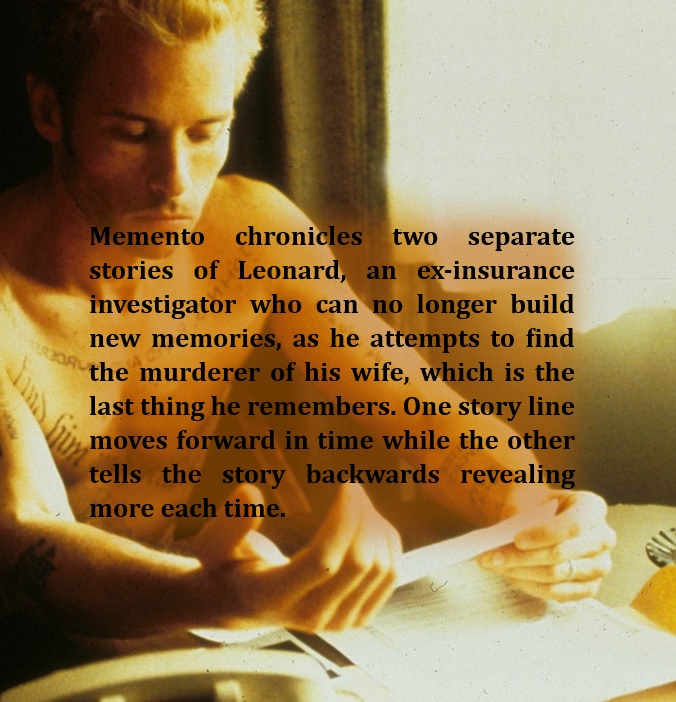 Memento chronicles two separate
stories of Leonard, an ex-insurance
investigator who can no longer build
new memories, as he attempts to find
the murderer of his wife, which is the
last thing he remembers. One story line
moves forward in time while the other
tells the story backwards revealing
more each time.